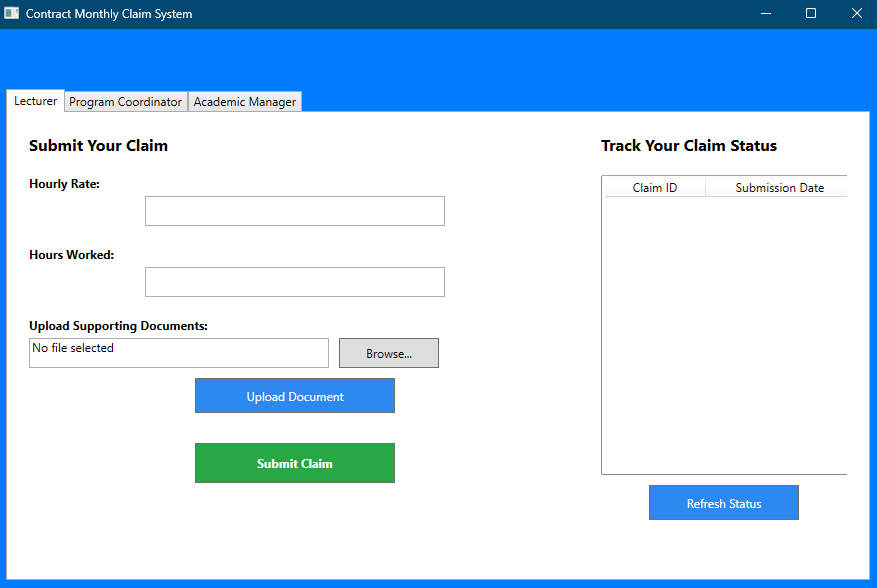 Contract Monthly Claim System
Lecturer Program Coordinator Academic Manager
Submit Your Claim
Hourly Rate:
Hours Worked:
Upload Supporting Documents:
No file selected Browse...
Upload Document
Submit Claim
Track Your Claim Status
Claim ID Submission Date
Refresh Status